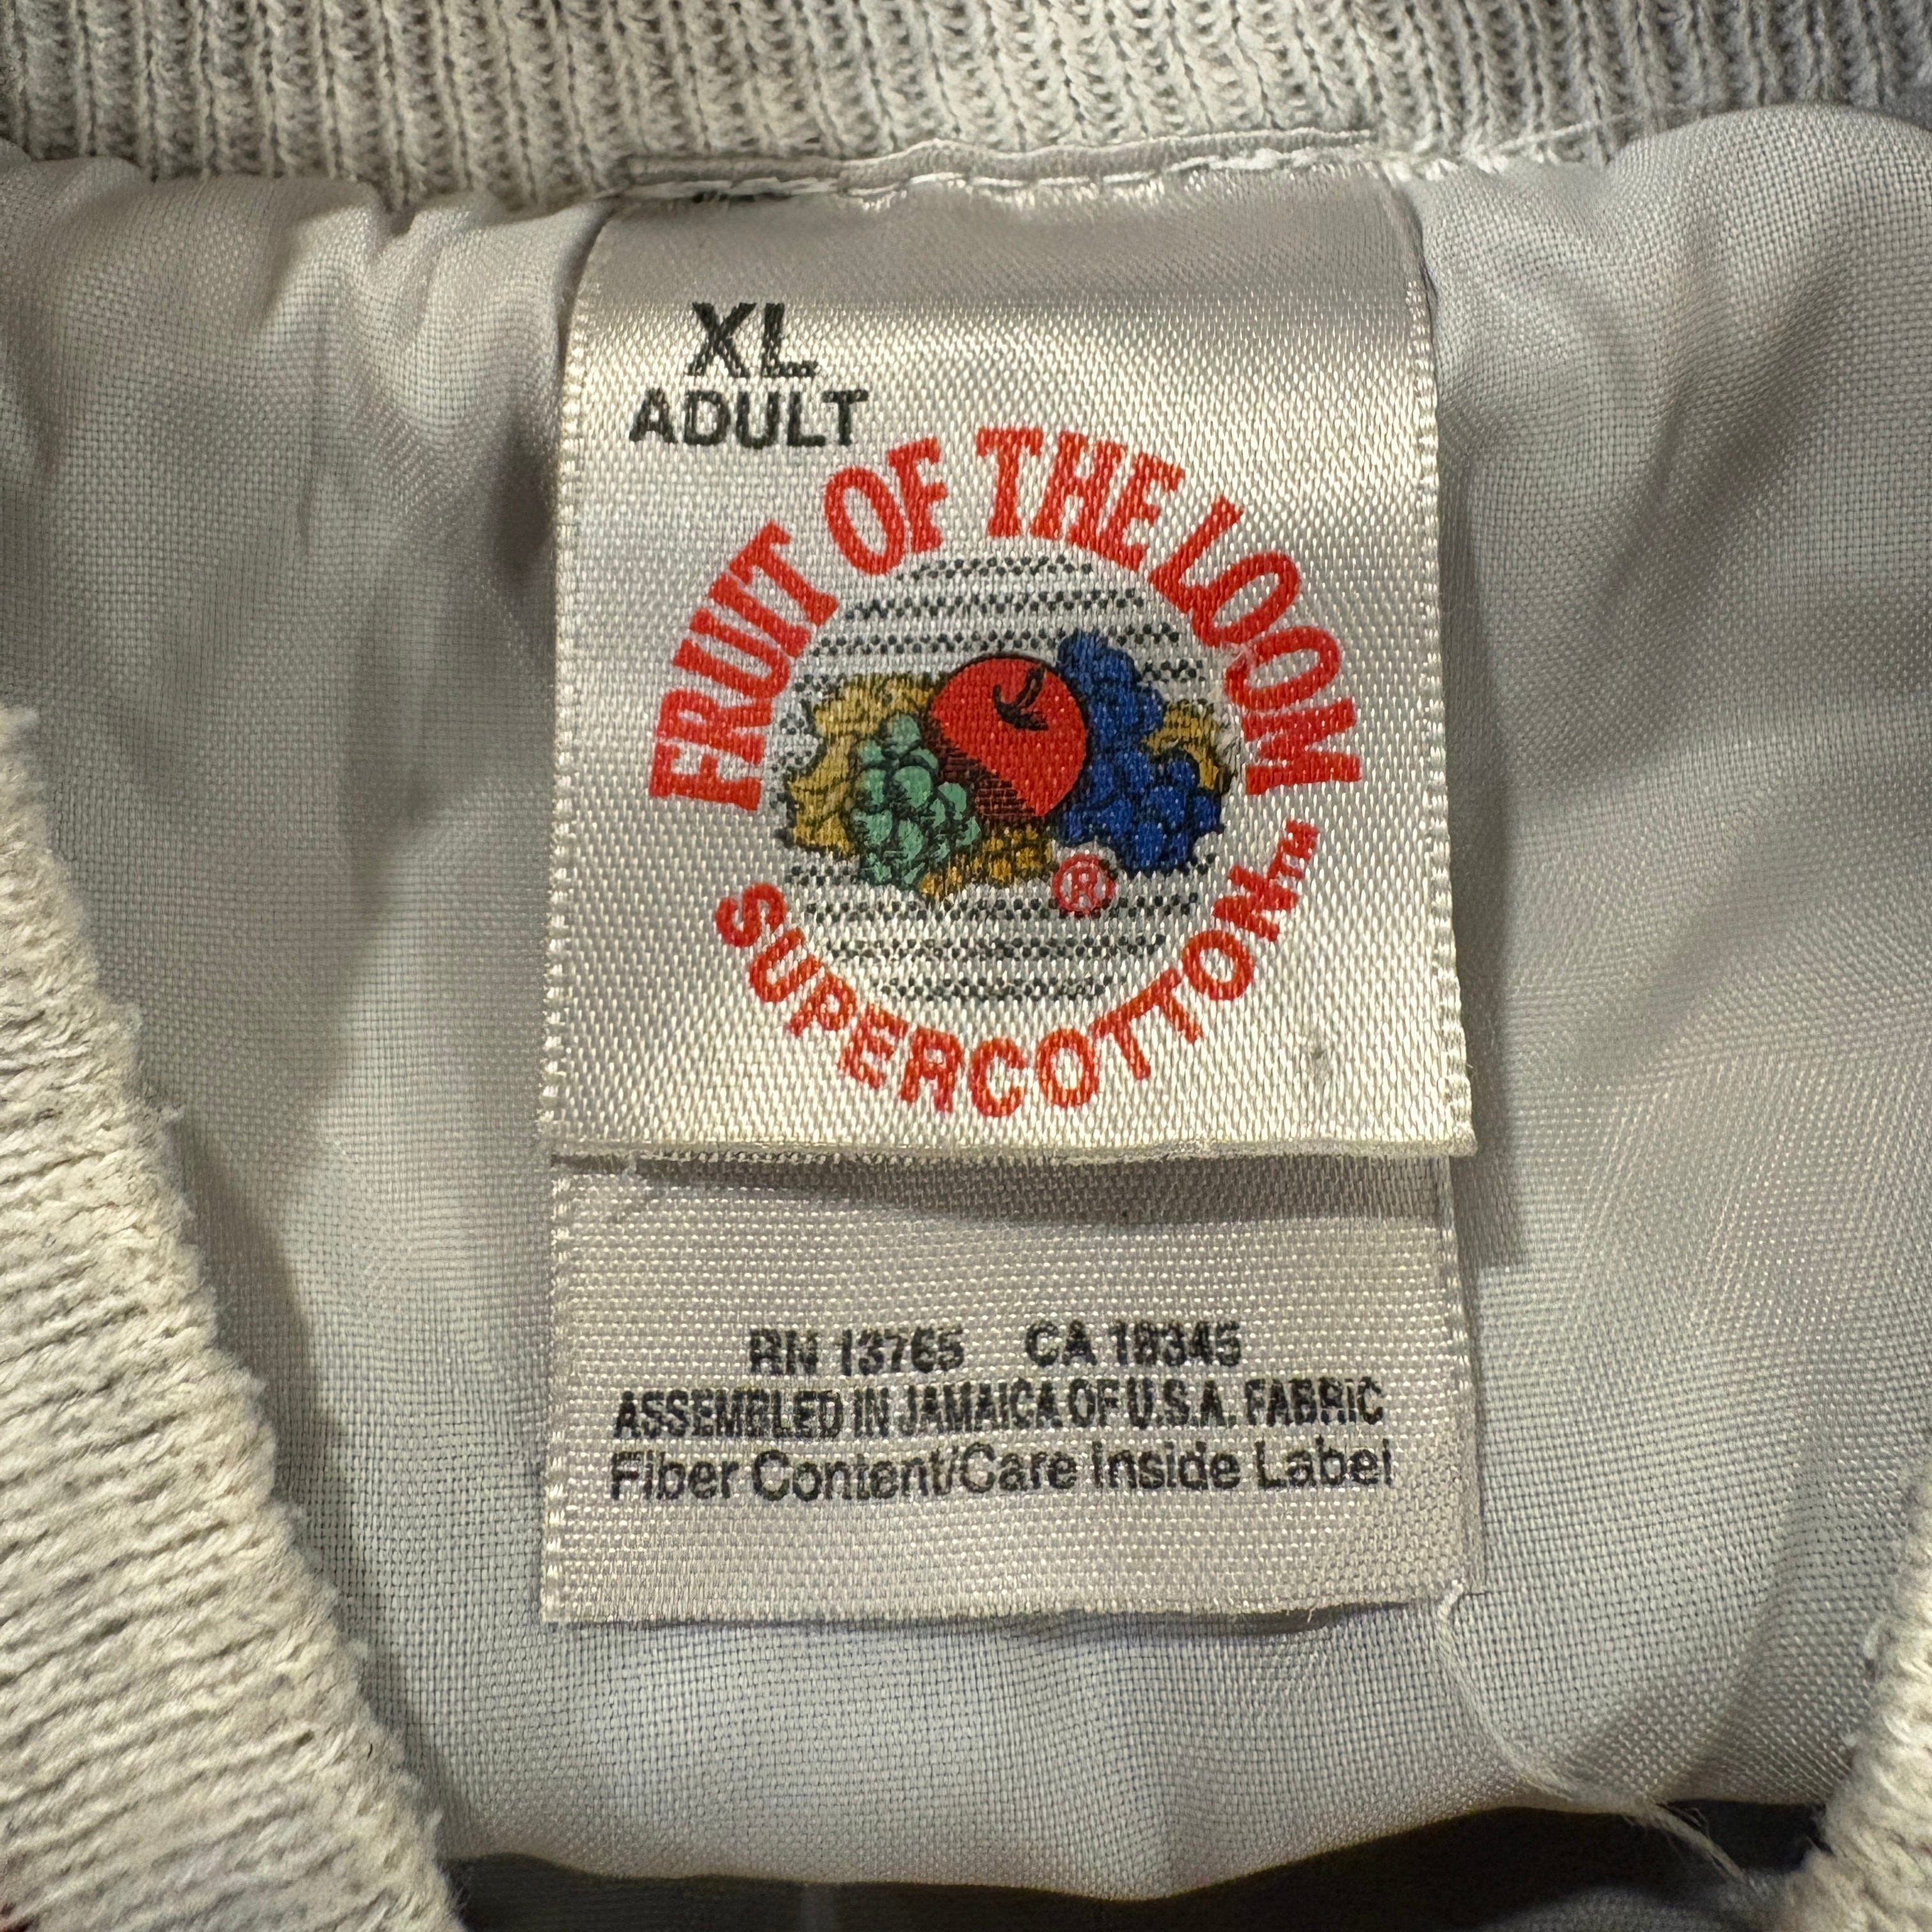 XL
ADULT
FRUIT OF THE LOOM
®
SUPERCOTTON™
RN 13765 CA 18345
ASSEMBLED IN JAMAICA OF U.S.A. FABRIC
Fiber Content/Care Inside Label